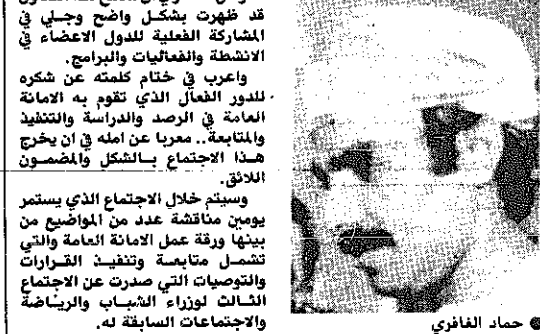 قد ظهرت بشكل واضح وجلي في
المشاركة الفعلية للدول الاعضاء في
الانشطة والفعاليات والبرامج.
واعرب في ختام كلمته عن شكره
للدور الفعال الذي تقوم به الامانة
العامة في الرصد والدراسة والتنفيذ
والمتابعة.. معربا عن امله في ان يخرج
هذا الاجتماع بالشكل والمضمون
اللائق.
وسيتم خلال الاجتماع الذي يستمر
يومين مناقشة عدد من المواضيع من
بينها ورقة عمل الامانة العامة والتي
تشمل متابعة وتنفيذ القرارات
والتوصيات التي صدرت عن الاجتماع
الثالث لوزراء الشباب والرياضة
والاجتماعات السابقة له.
حماد الغافري